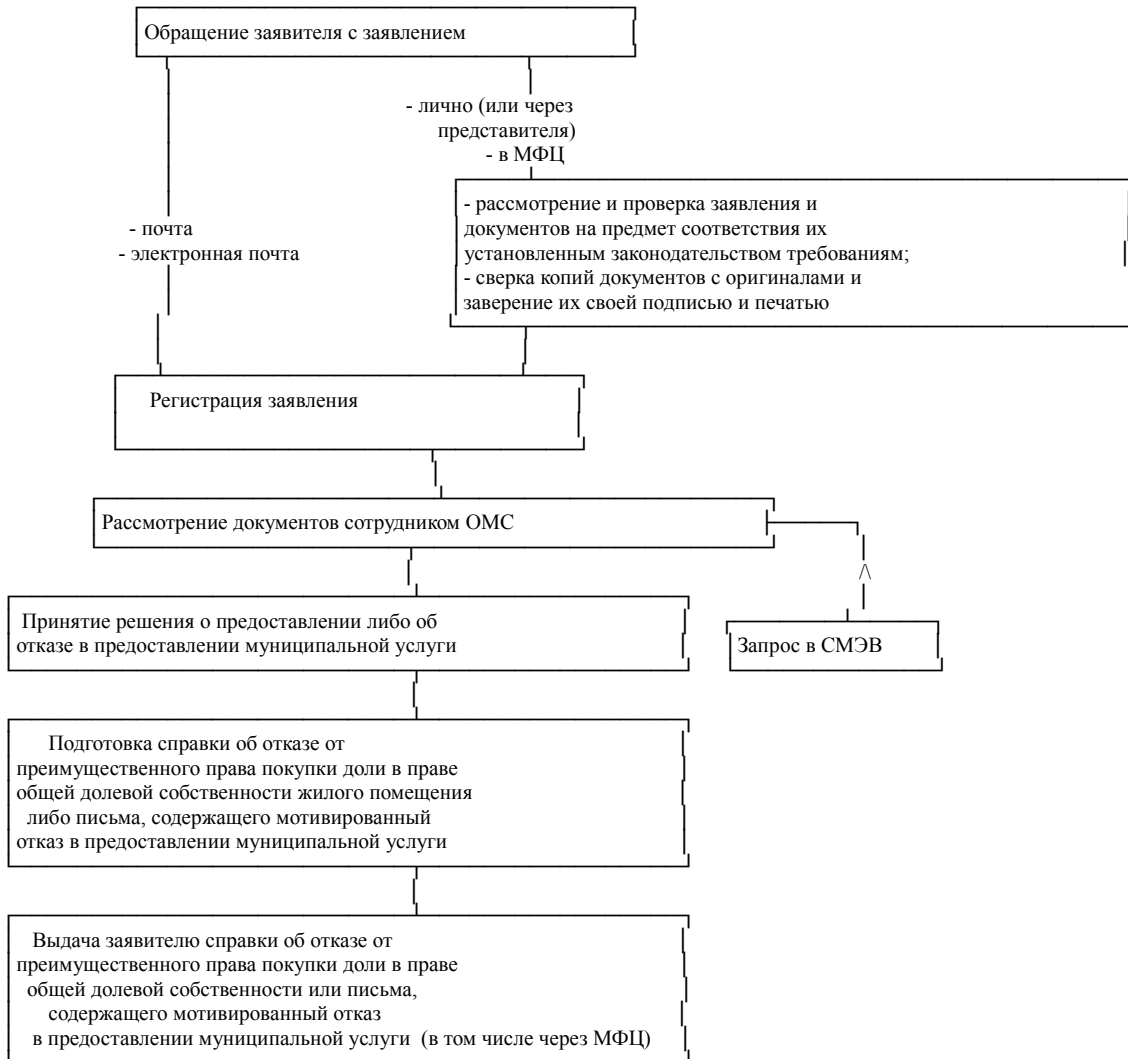 Обращение заявителя с заявлением
- лично (или через
представителя)
- в МФЦ
- почта
- электронная почта
- рассмотрение и проверка заявления и
документов на предмет соответствия их
установленным законодательством требованиям;
- сверка копий документов с оригиналами и
заверение их своей подписью и печатью
Регистрация заявления
Рассмотрение документов сотрудником ОМС
Принятие решения о предоставлении либо об
отказе в предоставлении муниципальной услуги
Запрос в СМЭВ
Подготовка справки об отказе от
преимущественного права покупки доли в праве
общей долевой собственности жилого помещения
либо письма, содержащего мотивированный
отказ в предоставлении муниципальной услуги
Выдача заявителю справки об отказе от
преимущественного права покупки доли в праве
общей долевой собственности или письма,
содержащего мотивированный отказ
в предоставлении муниципальной услуги (в том числе через МФЦ)